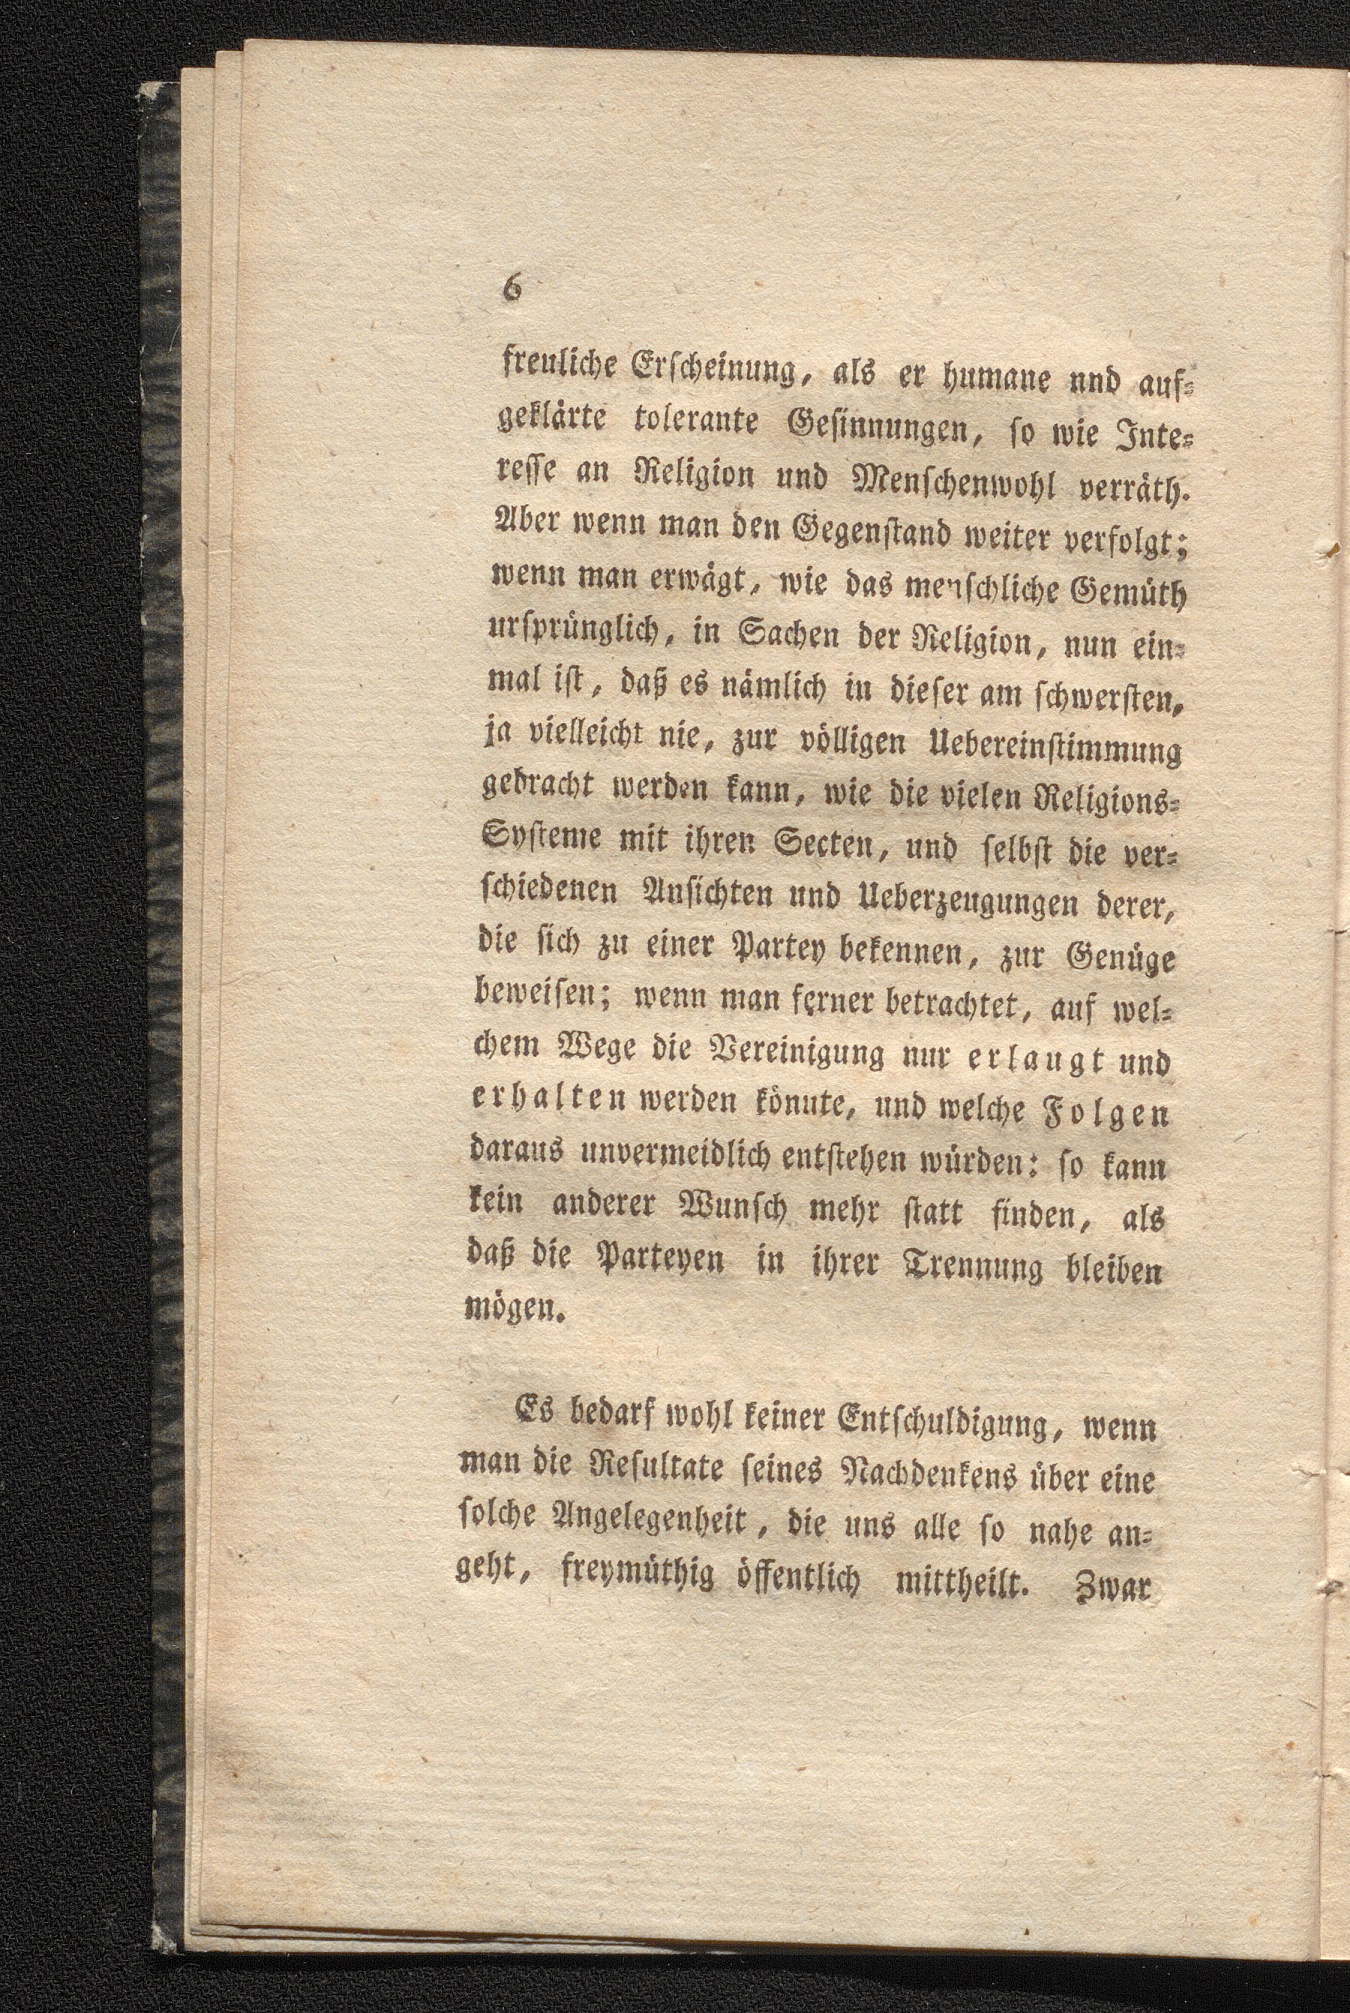 6
freuliche Erſcheinung, als er humane und auf⸗
geklärte tolerante Geſinnungen, ſo wie Inte⸗
reſſe an Religion und Menſchenwohl verräth.
Aber wenn man den Gegenſtand weiter verfolgt;
wenn man erwägt, wie das menſchliche Gemüth
urſprünglich, in Sachen der Religion, nun ein⸗
mal iſt, daß es nämlich in dieſer am ſchwerſten,
ja vielleicht nie, zur völligen Uebereinſtimmung
gebracht werden kann, wie die vielen Religions⸗
Syſteme mit ihren Secten, und ſelbſt die ver⸗
ſchiedenen Anſichten und Ueberzeugungen derer,
die ſich zu einer Partey bekennen, zur Genüge
beweiſen; wenn man ferner betrachtet, auf wel⸗
chem Wege die Vereinigung nur erlangt und
erhalten werden könnte, und welche Folgen
daraus unvermeidlich entſtehen würden: ſo kann
kein anderer Wunſch mehr ſtatt finden, als
daß die Parteyen in ihrer Trennung bleiben
mögen.
Es bedarf wohl keiner Entſchuldigung, wenn
man die Reſultate ſeines Nachdenkens über eine
ſolche Angelegenheit, die uns alle ſo nahe an⸗
geht, freymüthig öffentlich mittheilt. Zwar